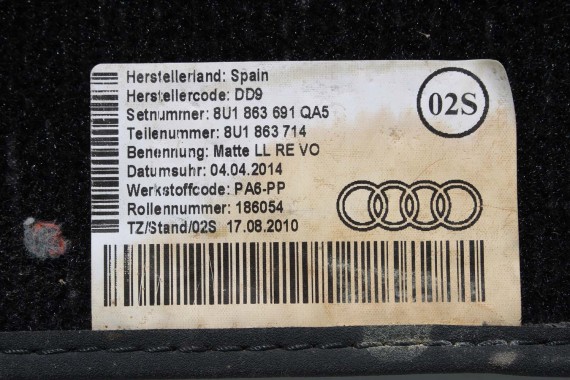 Herstellerland: Spain
Herstellercode: DD9
Setnummer: 8U1 863 691 QA5
Teilenummer: 8U1 863 714
Benennung: Matte LL RE VO
Datumsuhr: 04.04.2014
Werkstoffcode: PA6-PP
Rollennummer: 186054
TZ/Stand/02S 17.08.2010
02S